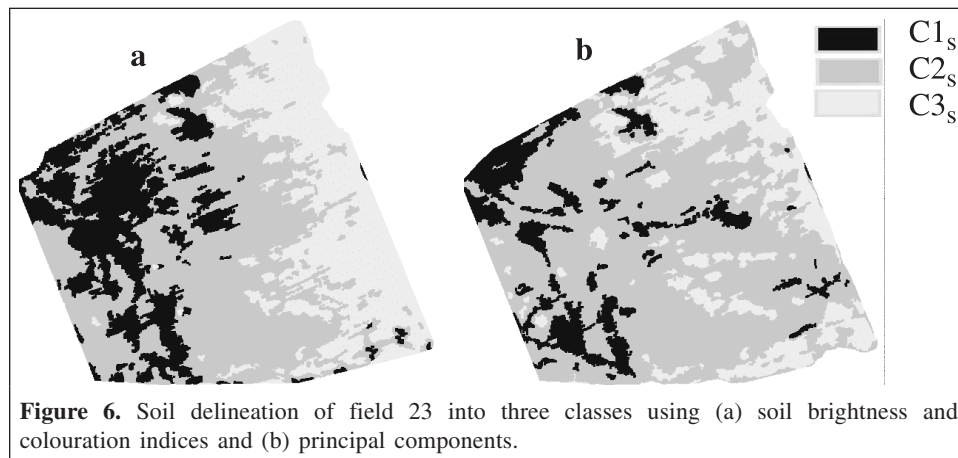 a
b
C1s
C2s
C3s
Figure 6. Soil delineation of field 23 into three classes using (a) soil brightness and
colouration indices and (b) principal components.